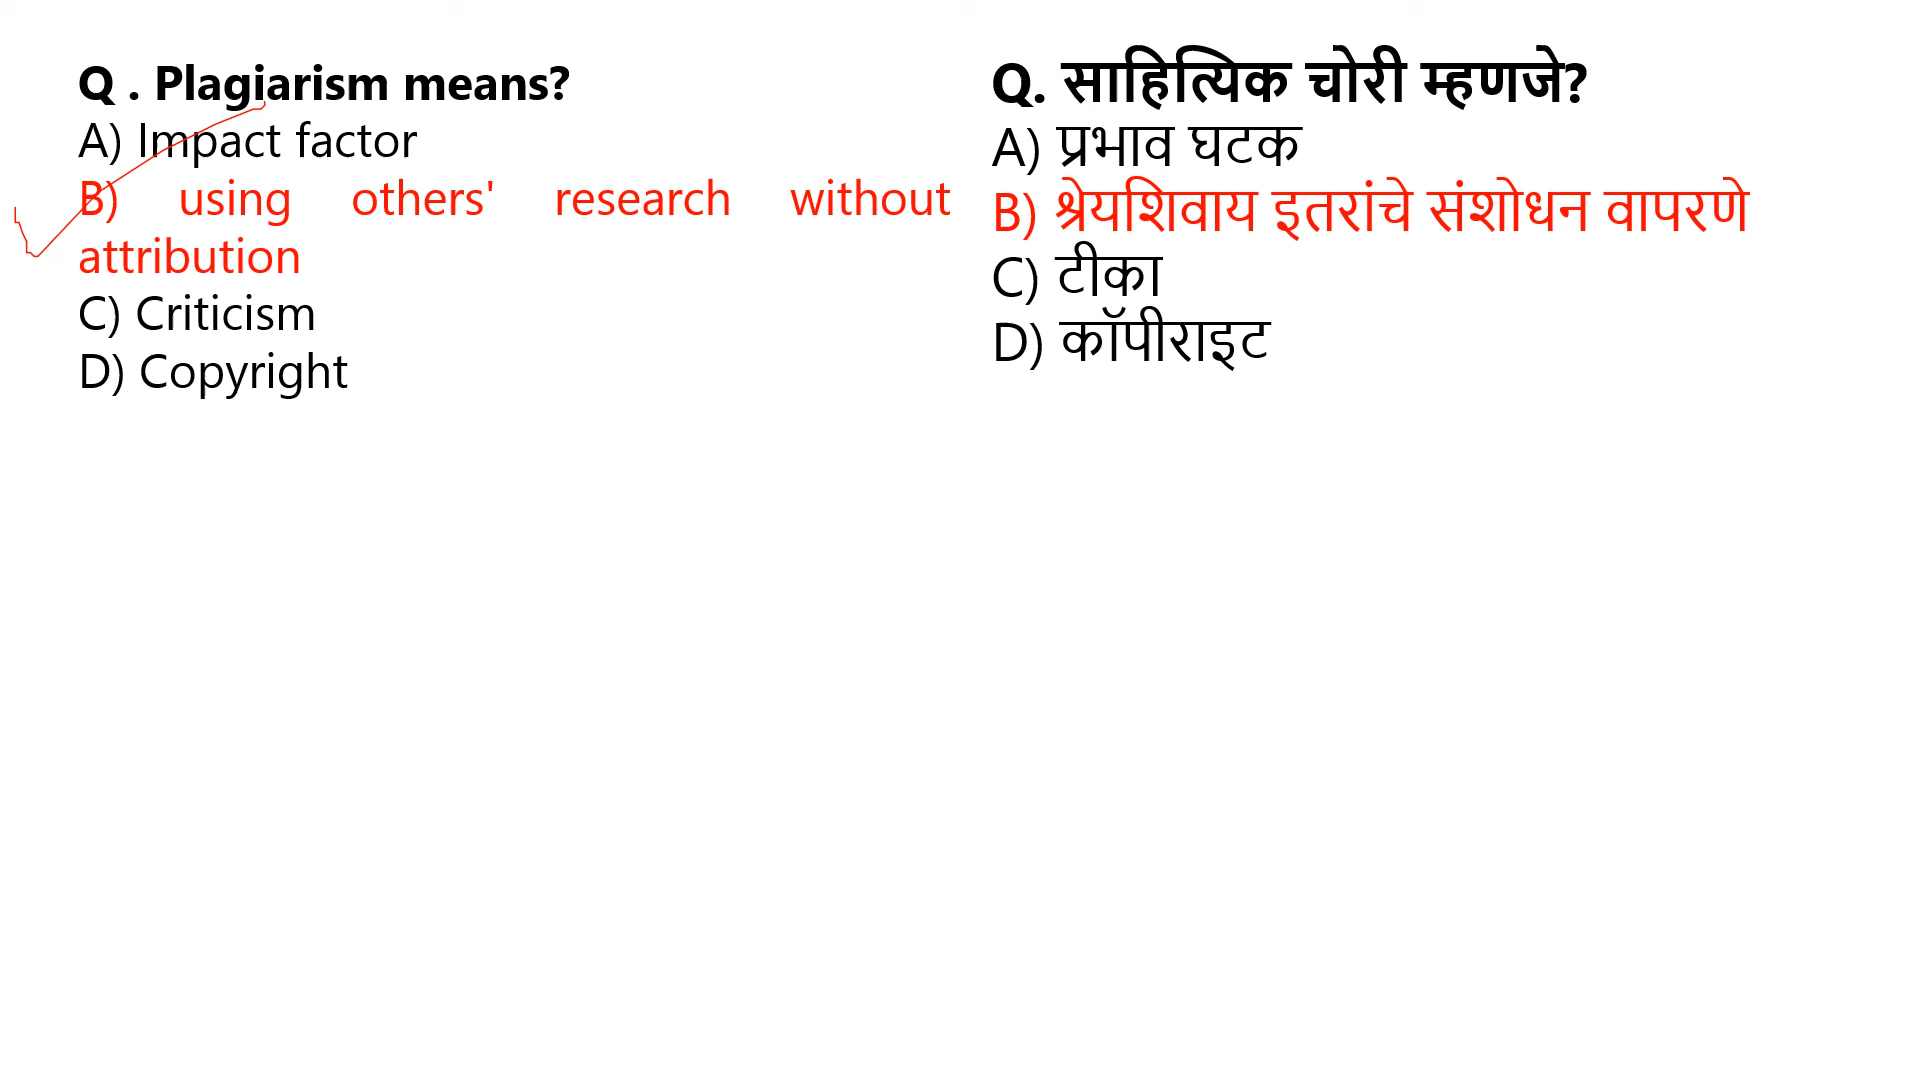 Q . Plagiarism means?
A) Impact factor
B) using others' research without
attribution
C) Criticism
D) Copyright
Q. साहित्यिक चोरी म्हणजे?
A) प्रभाव घटक
B) श्रेयशिवाय इतरांचे संशोधन वापरणे
C) टीका
D) कॉपीराइट